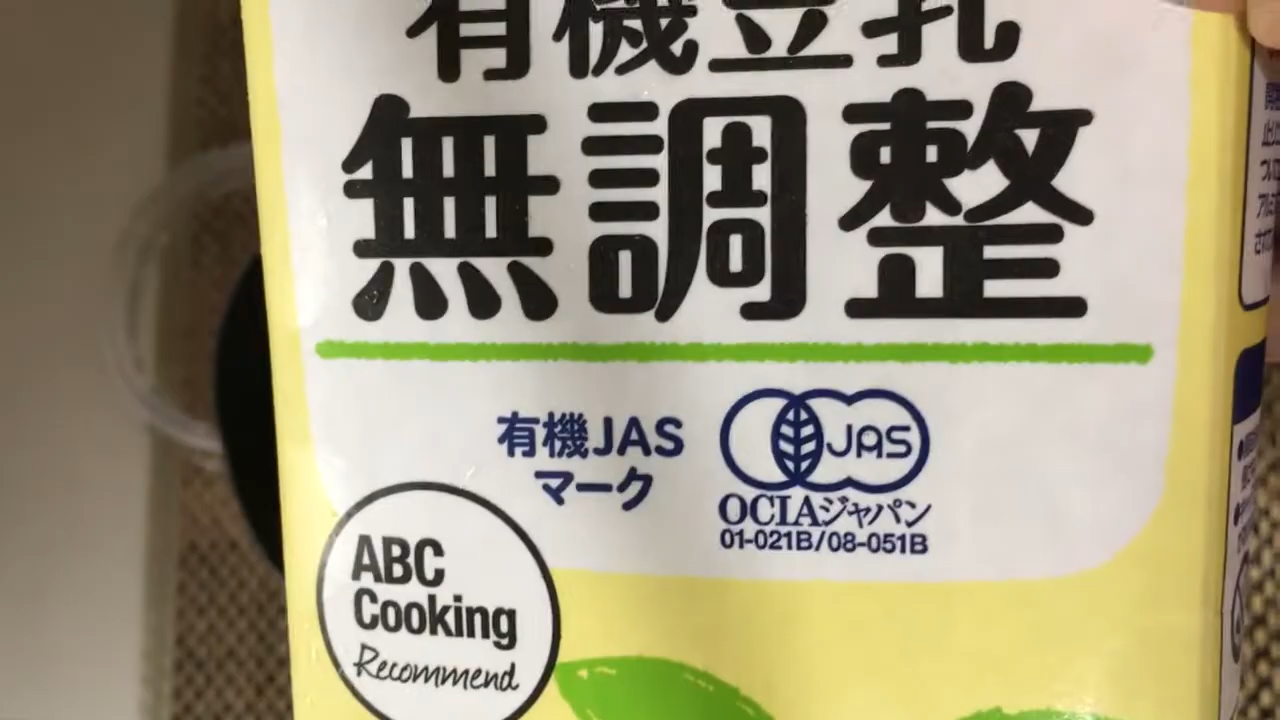 有機豆乳
無調整
有機JAS
マーク
JAS
OCIAジャパン
01-021B/08-051B
ABC
Cooking
Recommend